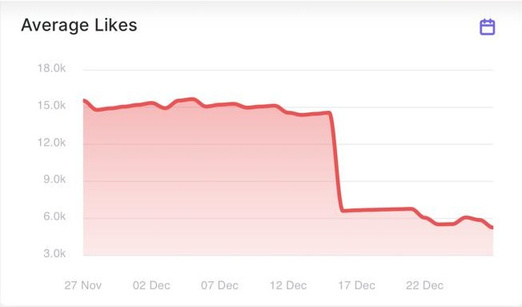 Average Likes
18.0k
15.0k
12.0k
9.0k
6.0k
3.0k
27 Nov 02 Dec 07 Dec 12 Dec 17 Dec 22 Dec